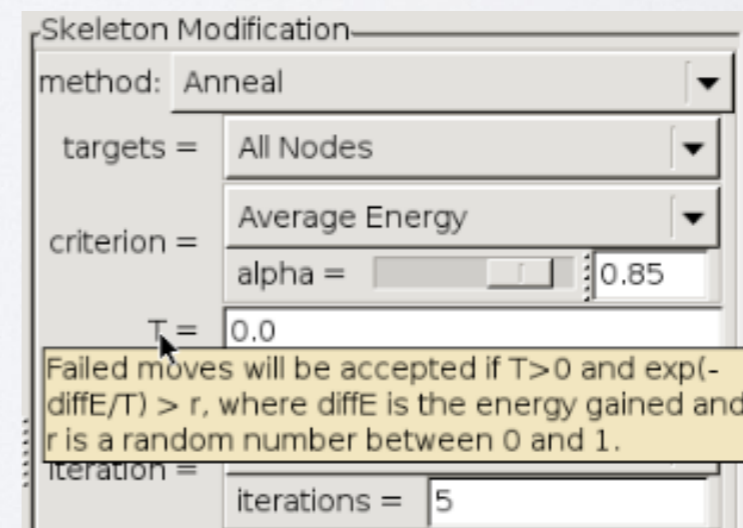 Skeleton Modification
method: Anneal
targets = All Nodes
criterion = Average Energy
alpha = 0.85
T = 0.0
Failed moves will be accepted if T>0 and exp(-
diffE/T) > r, where diffE is the energy gained and
r is a random number between 0 and 1.
iteration =
iterations = 5